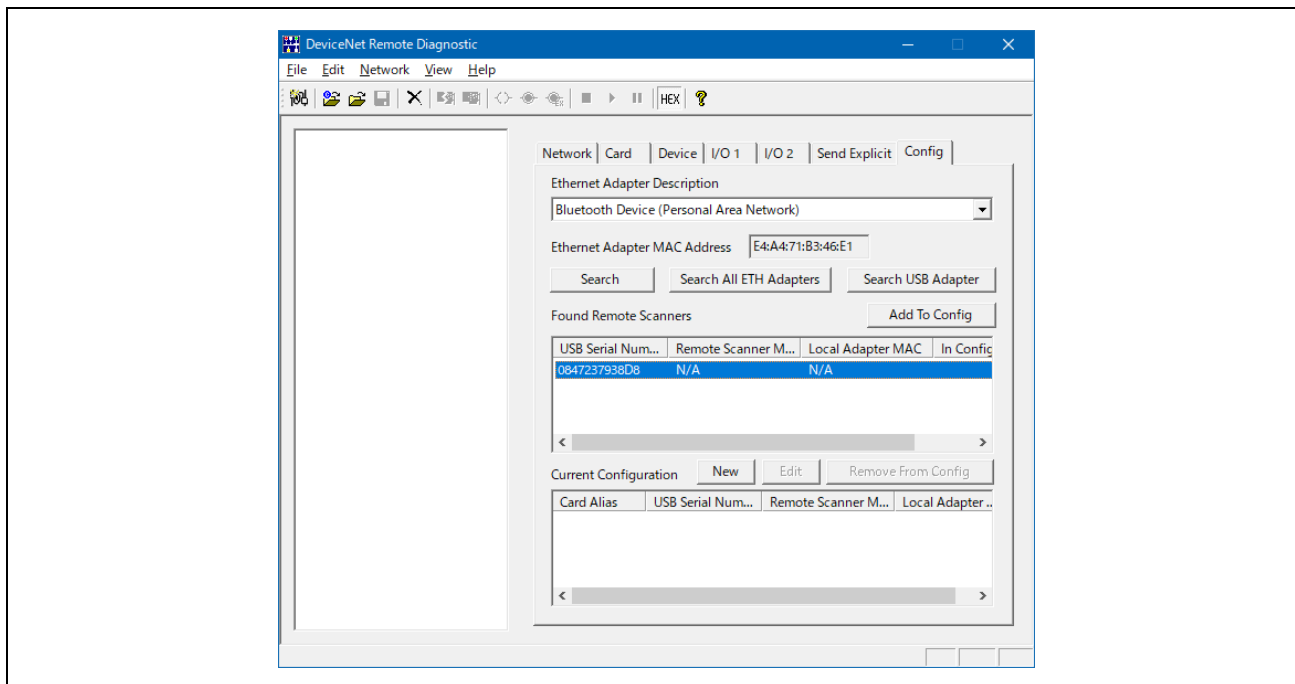 DeviceNet Remote Diagnostic
File Edit Network View Help
HEX
Network Card Device I/O 1 I/O 2 Send Explicit Config
Ethernet Adapter Description
Bluetooth Device (Personal Area Network)
Ethernet Adapter MAC Address E4:A4:71:B3:46:E1
Search Search All ETH Adapters Search USB Adapter
Found Remote Scanners Add To Config
USB Serial Num... Remote Scanner M... Local Adapter MAC In Config
0847237938D8 N/A N/A
Current Configuration New Edit Remove From Config
Card Alias USB Serial Num... Remote Scanner M... Local Adapter ..